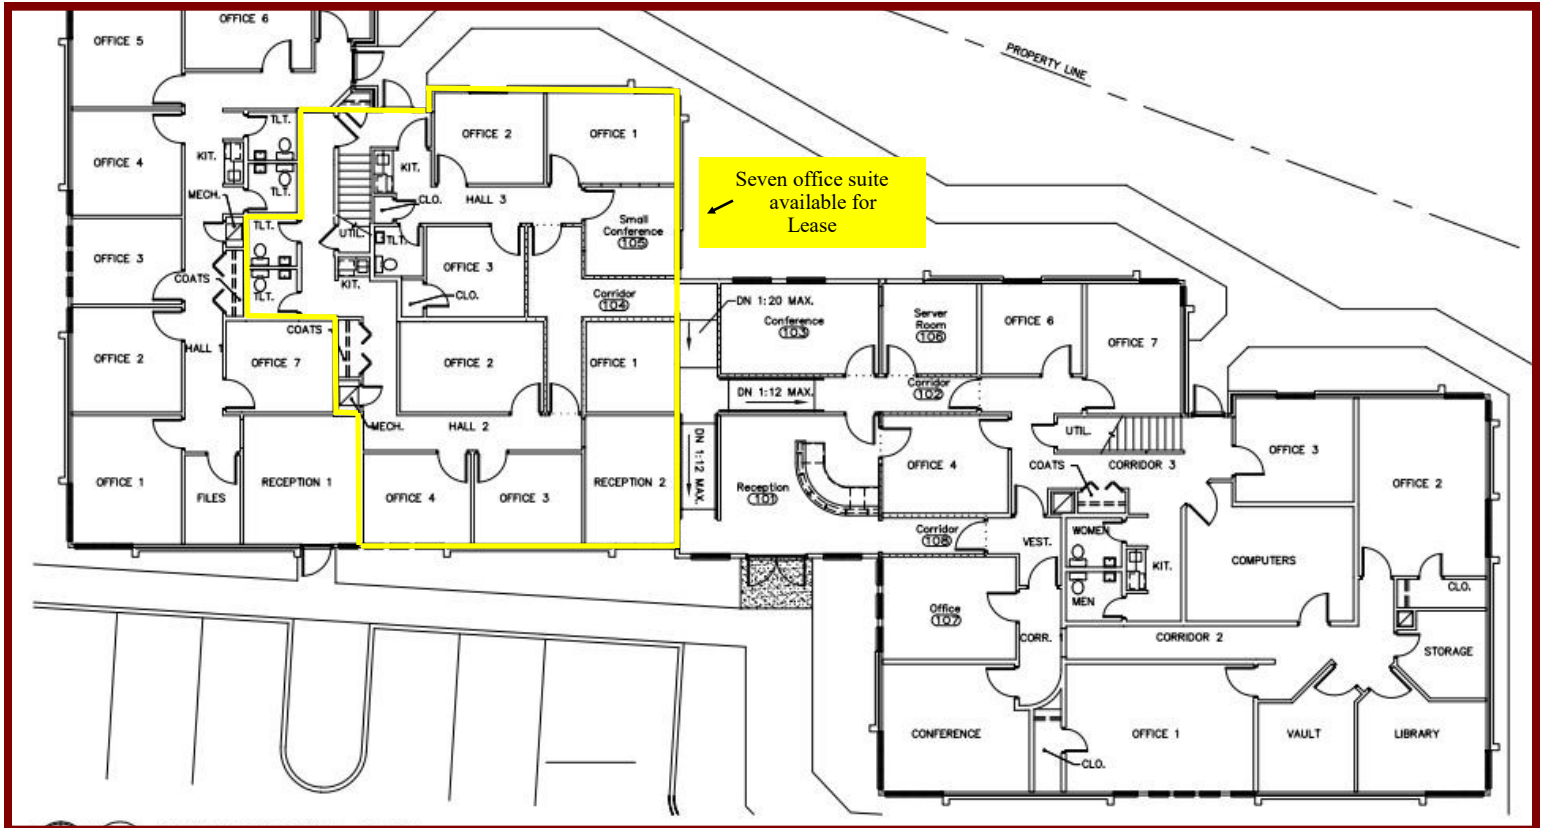 OFFICE 6
OFFICE 5
PROPERTY LINE
TLT.
OFFICE 2
OFFICE 1
KIT.
OFFICE 4
KIT.
Seven office suite
available for
Lease
TLT.
MECH.
CLO.
HALL 3
TLT.
UTIL.
TLT.
Small
Conference
105
OFFICE 3
OFFICE 3
COATS
KIT.
TLT.
CLO.
Corridor
104
DN 1:20 MAX.
Conference
103
Server
Room
106
OFFICE 6
COATS
HALL 1
OFFICE 2
OFFICE 7
OFFICE 2
OFFICE 1
OFFICE 7
DN 1:12 MAX.
Corridor
102
MECH.
HALL 2
UTIL.
DN 1:12 MAX.
OFFICE 4
COATS
CORRIDOR 3
OFFICE 3
OFFICE 1
FILES
RECEPTION 1
OFFICE 4
OFFICE 3
RECEPTION 2
Reception
101
OFFICE 2
Corridor
108
VEST.
WOMEN
KIT.
COMPUTERS
CLO.
MEN
Office
107
CORR. 1
CORRIDOR 2
STORAGE
CONFERENCE
OFFICE 1
VAULT
LIBRARY
CLO.